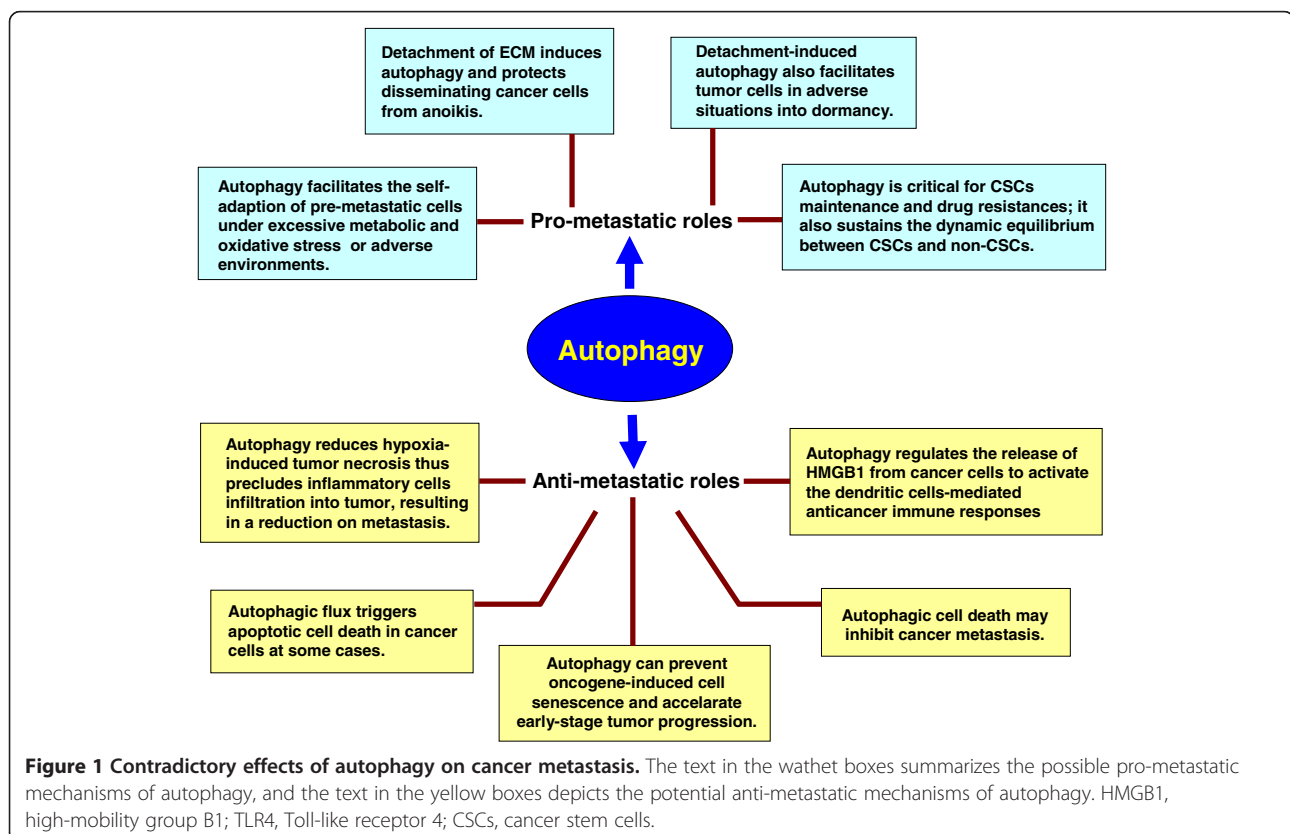 Detachment of ECM induces
autophagy and protects
disseminating cancer cells
from anoikis.
Detachment-induced
autophagy also facilitates
tumor cells in adverse
situations into dormancy.
Autophagy facilitates the self-
adaption of pre-metastatic cells
under excessive metabolic and
oxidative stress or adverse
environments.
Pro-metastatic roles
Autophagy is critical for CSCs
maintenance and drug resistances; it
also sustains the dynamic equilibrium
between CSCs and non-CSCs.
Autophagy
Autophagy reduces hypoxia-
induced tumor necrosis thus
precludes inflammatory cells
infiltration into tumor, resulting
in a reduction on metastasis.
Anti-metastatic roles
Autophagy regulates the release of
HMGB1 from cancer cells to activate
the dendritic cells-mediated
anticancer immune responses
Autophagic flux triggers
apoptotic cell death in cancer
cells at some cases.
Autophagy can prevent
oncogene-induced cell
senescence and accelarate
early-stage tumor progression.
Autophagic cell death may
inhibit cancer metastasis.
Figure 1 Contradictory effects of autophagy on cancer metastasis. The text in the wathet boxes summarizes the possible pro-metastatic
mechanisms of autophagy, and the text in the yellow boxes depicts the potential anti-metastatic mechanisms of autophagy. HMGB1,
high-mobility group B1; TLR4, Toll-like receptor 4; CSCs, cancer stem cells.